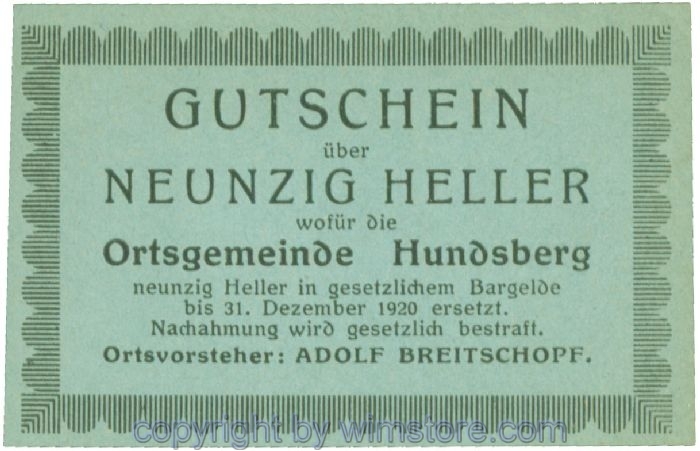 GUTSCHEIN
über
NEUNZIG HELLER
wofür die
Ortsgemeinde Hundsberg
neunzig Heller in gesetzlichem Bargelde
bis 31. Dezember 1920 ersetzt.
Nachahmung wird gesetzlich bestraft.
Ortsvorsteher: ADOLF BREITSCHOPF.
copyright by wimstore.com